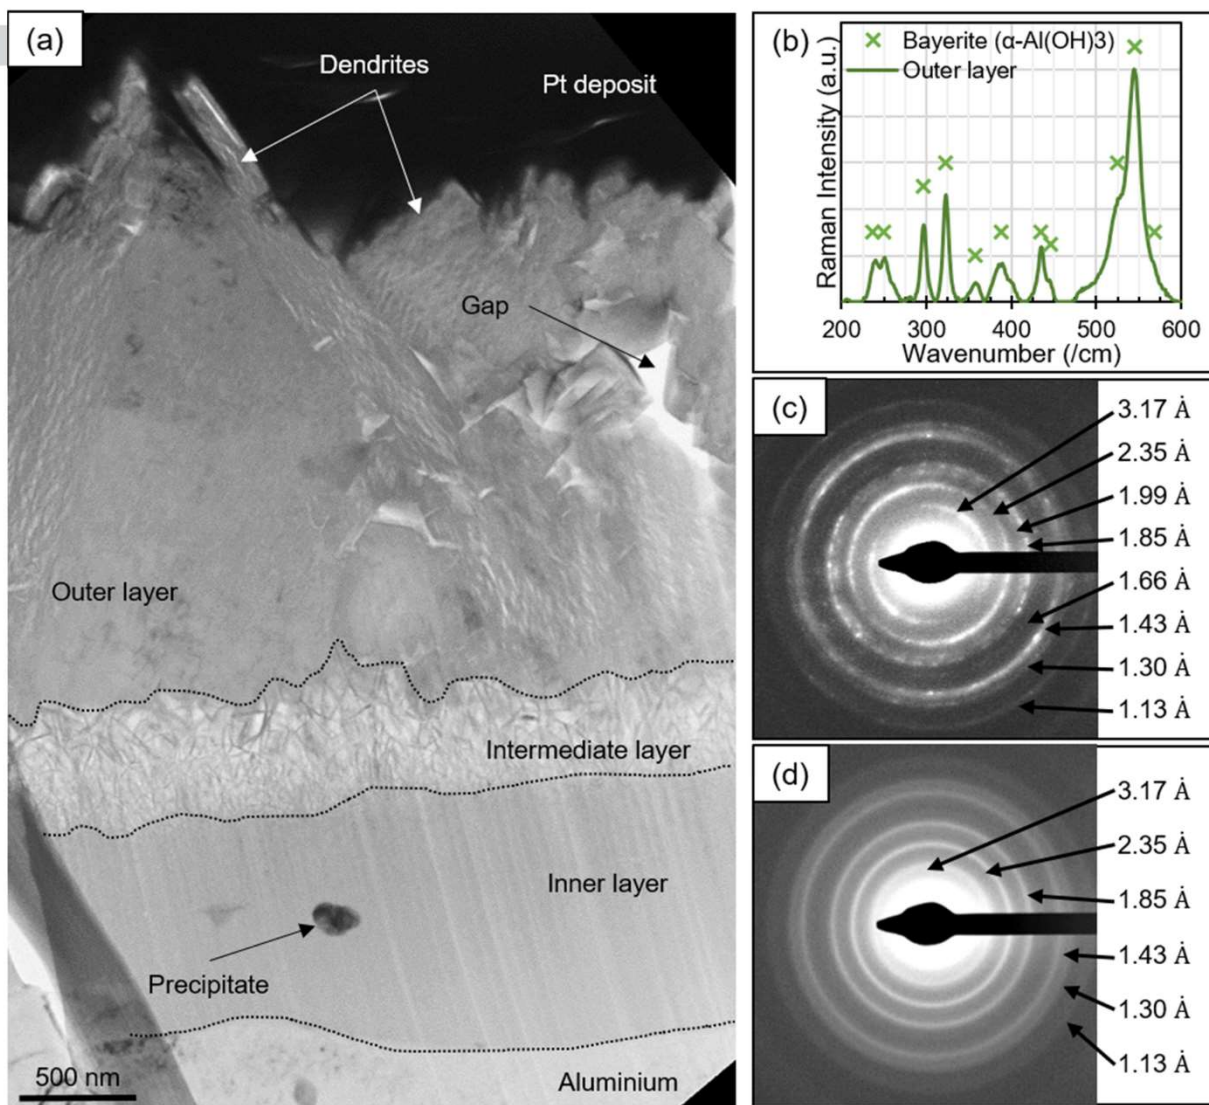 (a)
Dendrites
Pt deposit
Gap
Outer layer
Intermediate layer
Inner layer
Precipitate
500 nm
Aluminium
(b)
Bayerite (α-Al(OH)3)
Outer layer
Raman Intensity (a.u.)
200 300 400 500 600
Wavenumber (/cm)
(c)
3.17 Å
2.35 Å
1.99 Å
1.85 Å
1.66 Å
1.43 Å
1.30 Å
1.13 Å
(d)
3.17 Å
2.35 Å
1.85 Å
1.43 Å
1.30 Å
1.13 Å